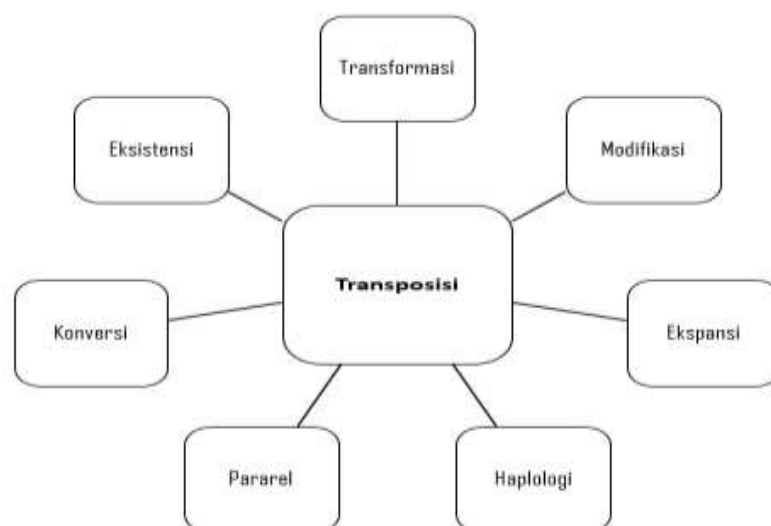 Transformasi
Eksistensi
Modifikasi
Transposisi
Konversi
Ekspansi
Pararel
Haplologi